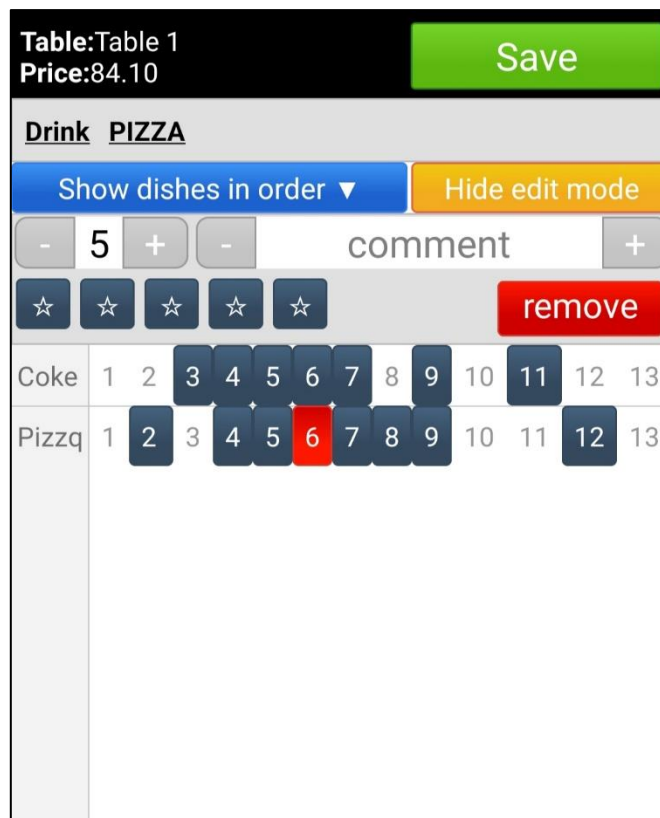 Table:Table 1
Price:84.10
Save
Drink PIZZA
Show dishes in order ▼
Hide edit mode
- 5 + - comment +
☆ ☆ ☆ ☆ ☆
remove
Coke 1 2 3 4 5 6 7 8 9 10 11 12 13
Pizzq 1 2 3 4 5 6 7 8 9 10 11 12 13